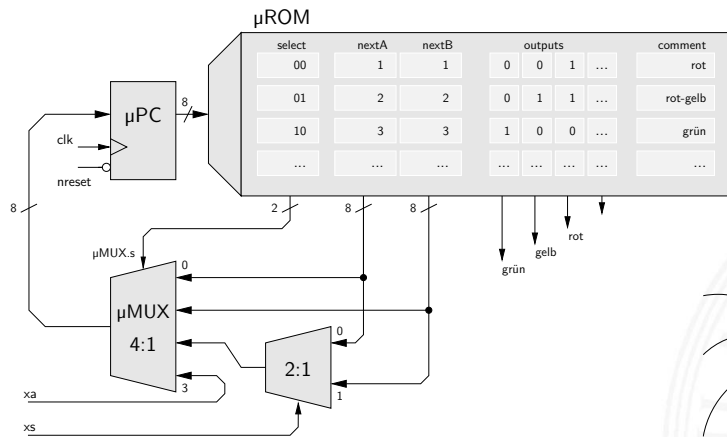 µROM
select nextA nextB outputs comment
00 1 1 0 0 1 ... rot
01 2 2 0 1 1 ... rot-gelb
10 3 3 1 0 0 ... grün
... ... ... ... ... ... ... ...
µPC
8
clk
nreset
8
2
8
8
µMUX.s
rot
gelb
grün
0
µMUX
4:1
3
0
2:1
1
xa
xs